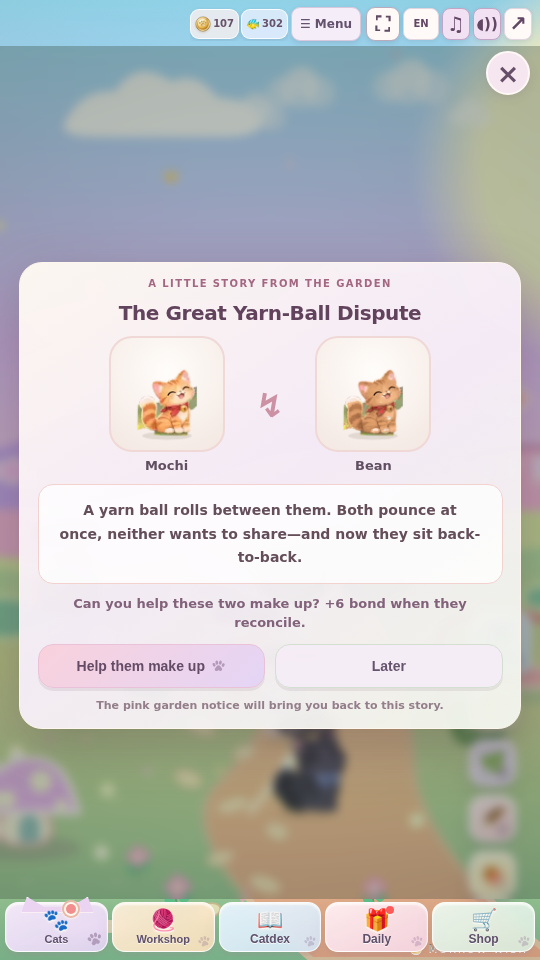 107
302
☰ Menu
EN
A LITTLE STORY FROM THE GARDEN
The Great Yarn-Ball Dispute
Mochi
Bean
A yarn ball rolls between them. Both pounce at
once, neither wants to share—and now they sit back-
to-back.
Can you help these two make up? +6 bond when they
reconcile.
Help them make up
Later
The pink garden notice will bring you back to this story.
Cats
Workshop
Catdex
Daily
Shop